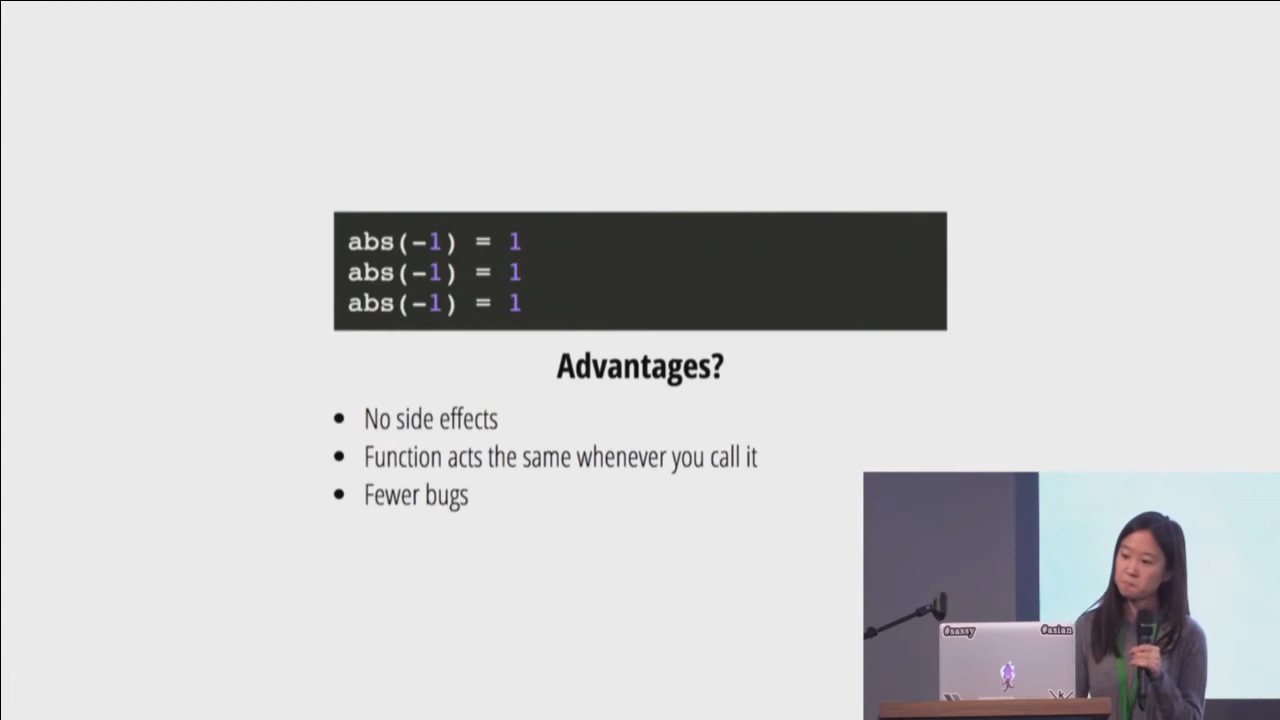 abs(-1) = 1
abs(-1) = 1
abs(-1) = 1
Advantages?
• No side effects
• Function acts the same whenever you call it
• Fewer bugs
#sassy
#asian